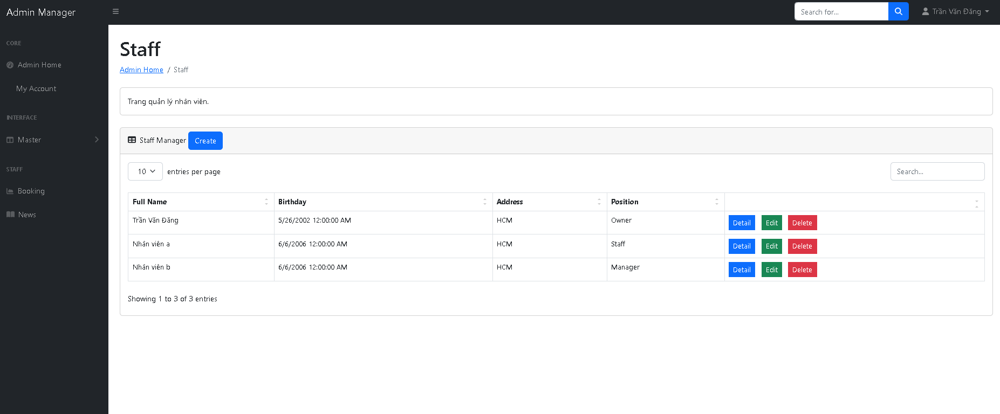 Admin Manager
Search for...
Trần Văn Đăng
CORE
Admin Home
My Account
INTERFACE
Master
STAFF
Booking
News
Staff
Admin Home / Staff
Trang quản lý nhân viên.
Staff Manager Create
10 entries per page
Search...
Full Name Birthday Address Position
Trần Văn Đăng 5/26/2002 12:00:00 AM HCM Owner Detail Edit Delete
Nhân viên a 6/6/2006 12:00:00 AM HCM Staff Detail Edit Delete
Nhân viên b 6/6/2006 12:00:00 AM HCM Manager Detail Edit Delete
Showing 1 to 3 of 3 entries